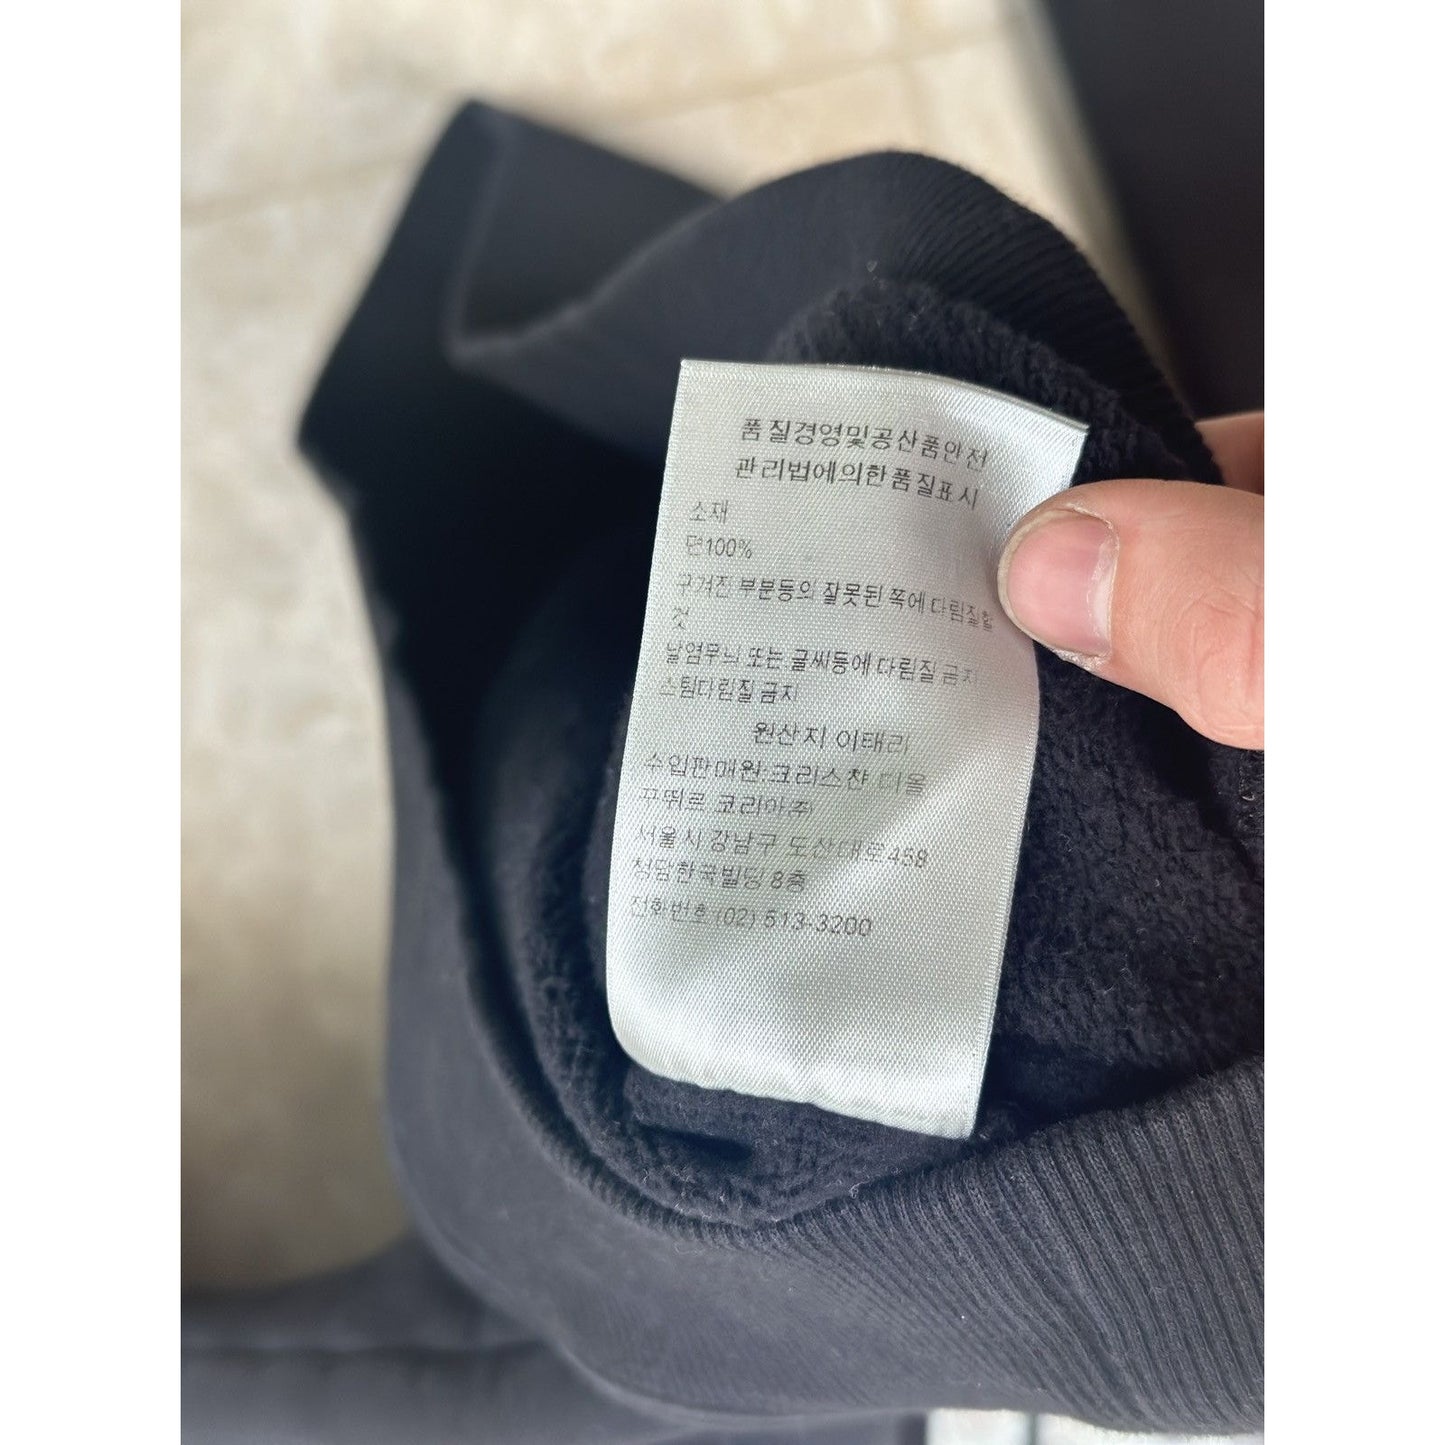 품질경영및공산품안전
관리법에의한품질표시
소재
면100%
구겨진 부분등의 잘못된 쪽에 다림질할
것
날염무늬 또는 글씨등에 다림질 금지
스팀다림질 금지
원산지 이태리
수입판매원:크리스챤 디올
꾸뛰르 코리아(주)
서울시 강남구 도산대로458
청담한국빌딩 8층
전화번호 (02) 513-3200